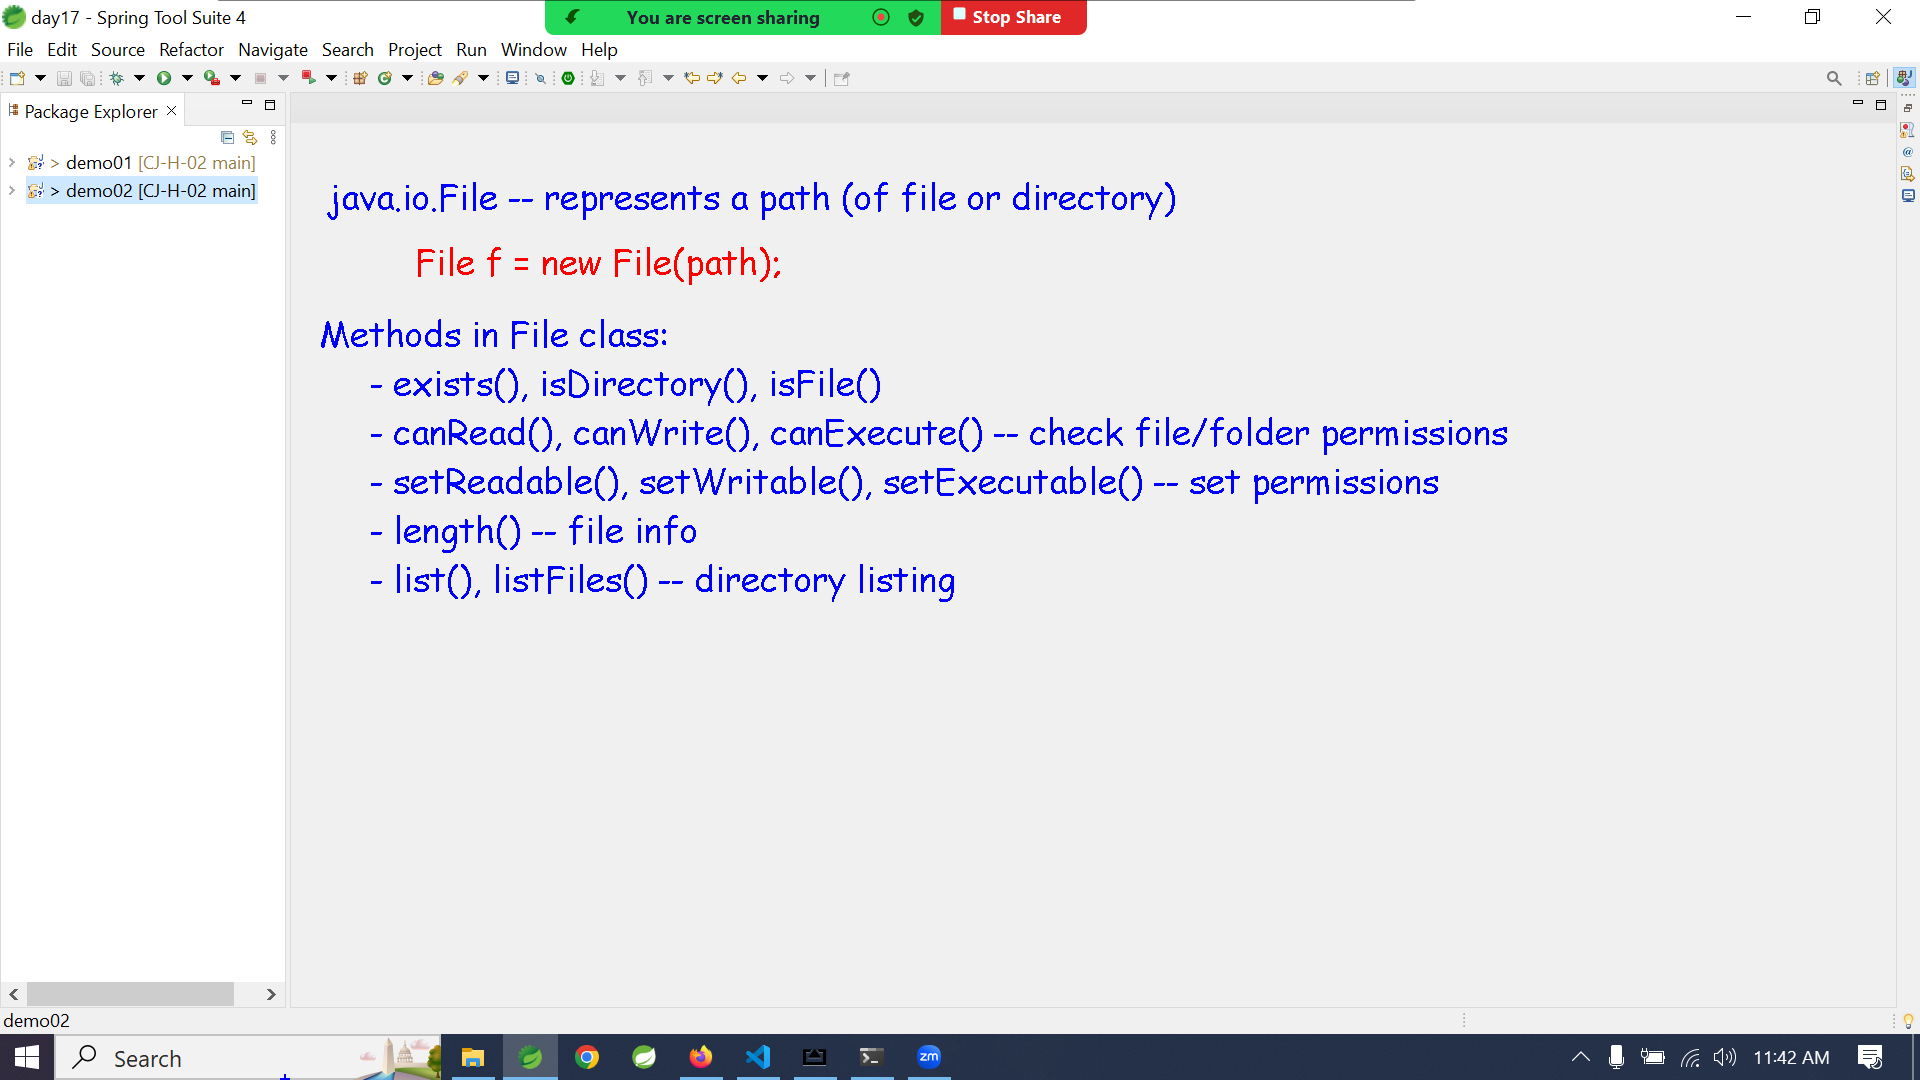 day17 - Spring Tool Suite 4
You are screen sharing
Stop Share
File Edit Source Refactor Navigate Search Project Run Window Help
Package Explorer
> demo01 [CJ-H-02 main]
> demo02 [CJ-H-02 main]
java.io.File -- represents a path (of file or directory)
File f = new File(path);
Methods in File class:
- exists(), isDirectory(), isFile()
- canRead(), canWrite(), canExecute() -- check file/folder permissions
- setReadable(), setWritable(), setExecutable() -- set permissions
- length() -- file info
- list(), listFiles() -- directory listing
demo02
Search
zm
11:42 AM